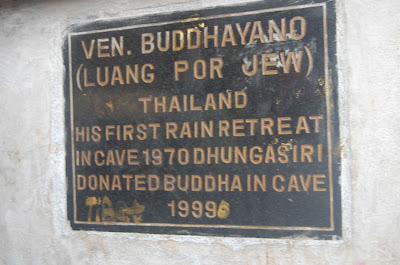 VEN. BUDDHAYANO
(LUANG POR JEW)
THAILAND
HIS FIRST RAIN RETREAT
IN CAVE 1970 DHUNGASIRI
DONATED BUDDHA IN CAVE
1999